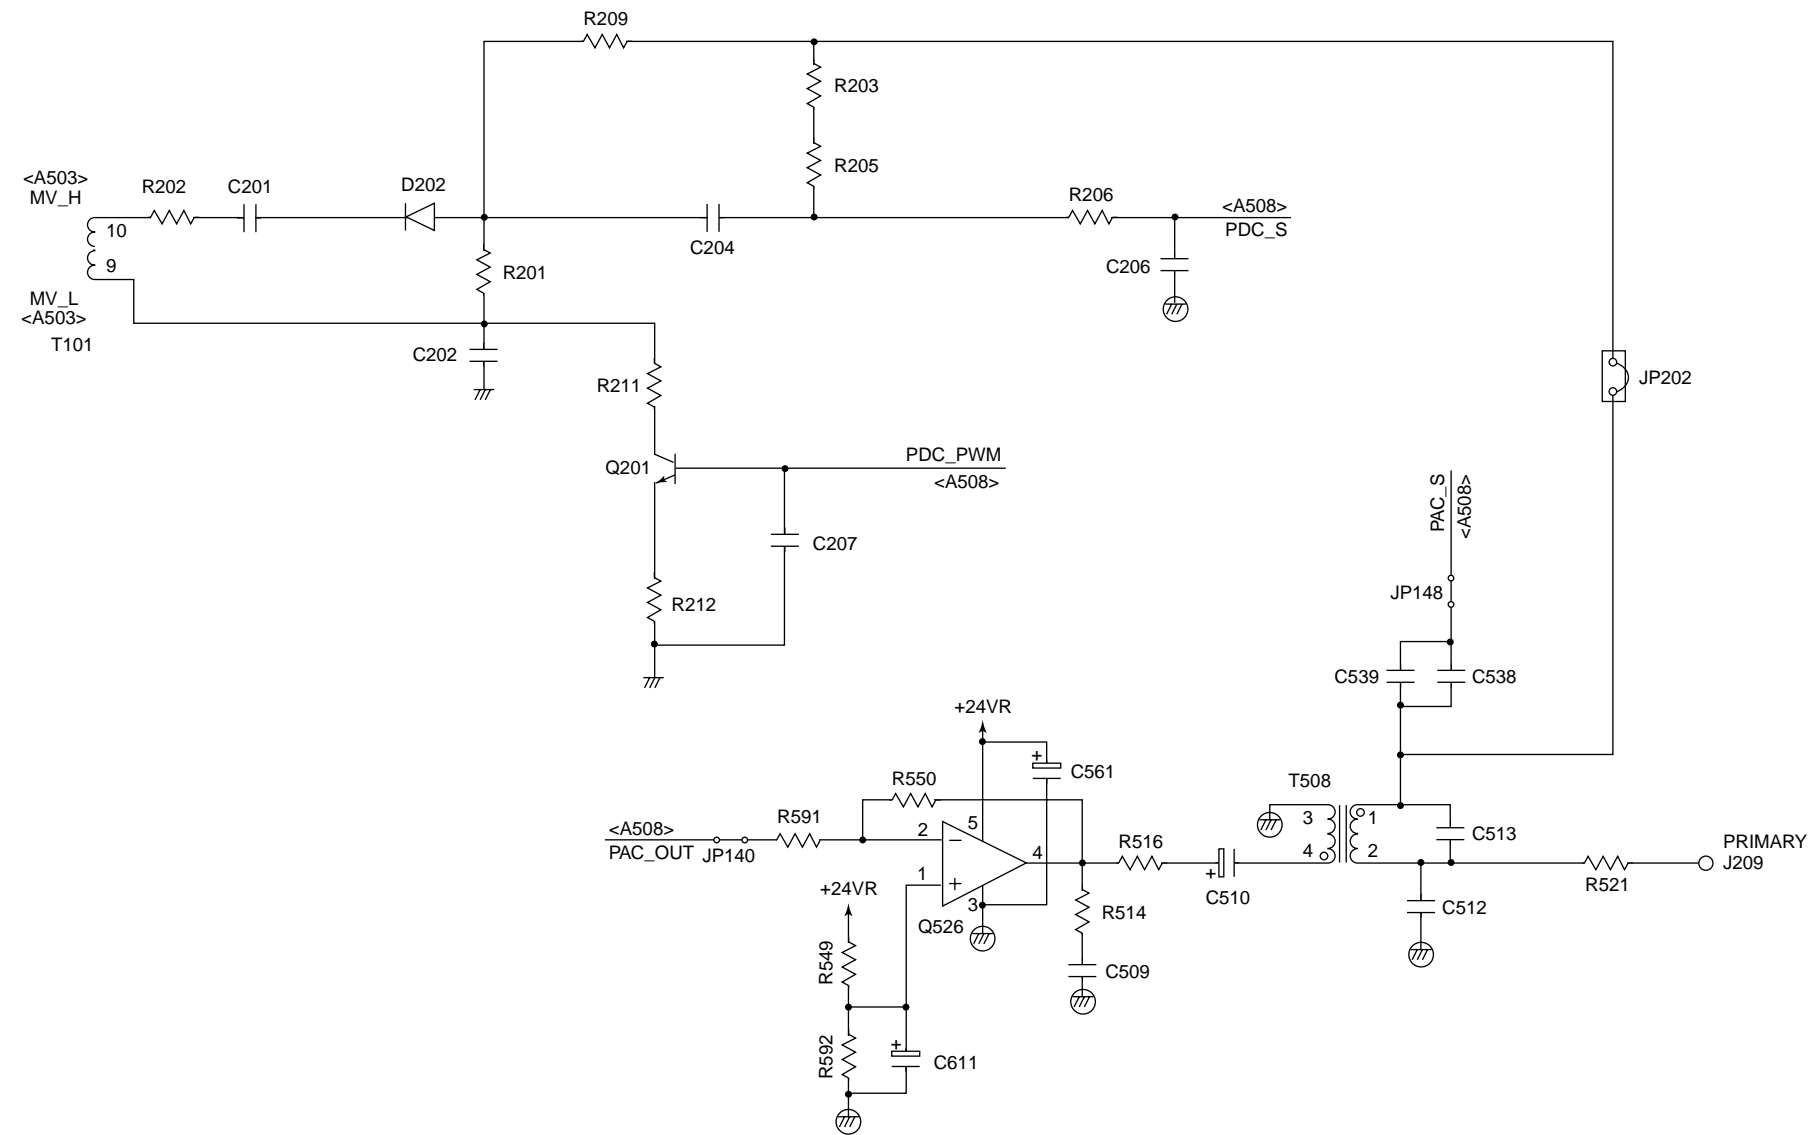 R209
R203
R205
<A503>
MV_H
R202
C201
D202
R206
<A508>
PDC_S
10
9
C204
C206
R201
MV_L
<A503>
T101
C202
R211
JP202
Q201
PDC_PWM
<A508>
PAC_S
<A508>
C207
R212
JP148
C539
C538
+24VR
C561
R550
T508
R591
<A508>
PAC_OUT
JP140
2
−
5
4
1
+
3
Q526
+
R516
+
C510
3
4
1
2
C513
PRIMARY
J209
R521
C512
+24VR
R514
R549
C509
R592
+
C611